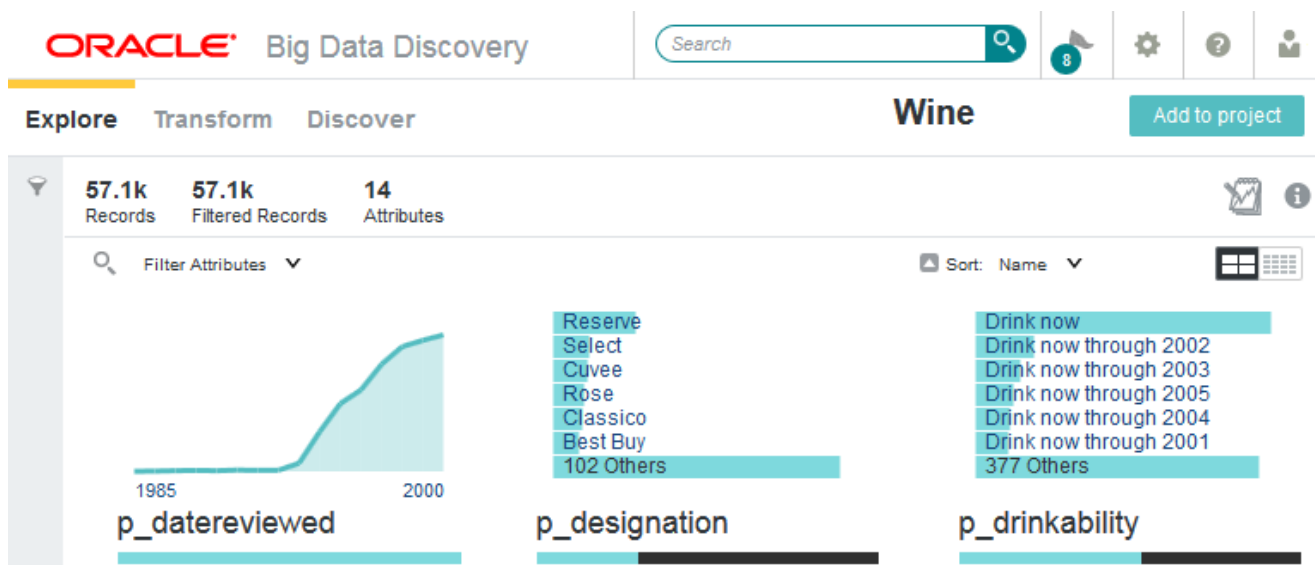 ORACLE Big Data Discovery
Search
8
Explore Transform Discover
Wine
Add to project
57.1k 57.1k 14
Records Filtered Records Attributes
Filter Attributes
Sort: Name
1985 2000
p_datereviewed
Reserve
Select
Cuvee
Rose
Classico
Best Buy
102 Others
p_designation
Drink now
Drink now through 2002
Drink now through 2003
Drink now through 2005
Drink now through 2004
Drink now through 2001
377 Others
p_drinkability